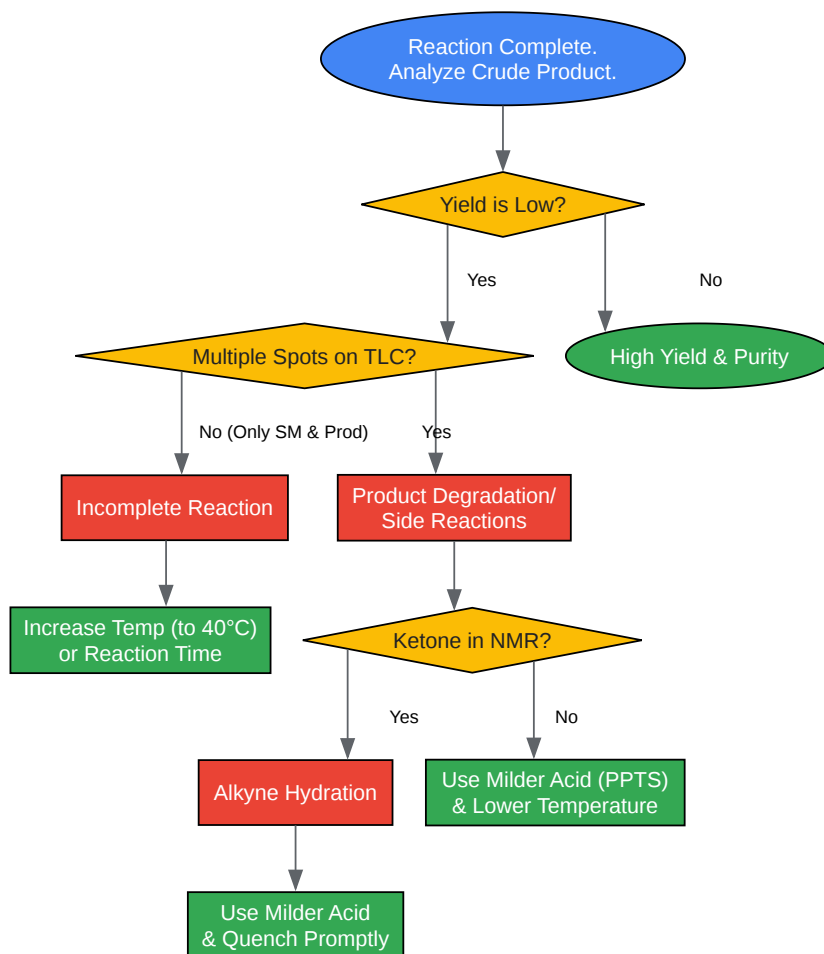 Reaction Complete.
Analyze Crude Product.
Yield is Low?
Yes
No
Multiple Spots on TLC?
High Yield & Purity
No (Only SM & Prod)
Yes
Incomplete Reaction
Product Degradation/
Side Reactions
Increase Temp (to 40°C)
or Reaction Time
Ketone in NMR?
Yes
No
Alkyne Hydration
Use Milder Acid (PPTS)
& Lower Temperature
Use Milder Acid
& Quench Promptly